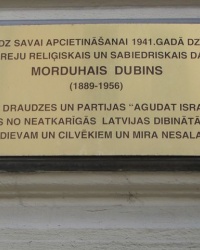 DZ SAVAI APCIETINĀŠANAI 1941.GADĀ DZ
REJU RELIĢISKAIS UN SABIEDRISKAIS DA
MORDUHAIS DUBINS
(1889-1956)
DRAUDZES UN PARTIJAS "AGUDAT ISRA
S NO NEATKARĪGĀS LATVIJAS DIBINĀTĀ
DIEVAM UN CILVĒKIEM UN MIRA NESALA